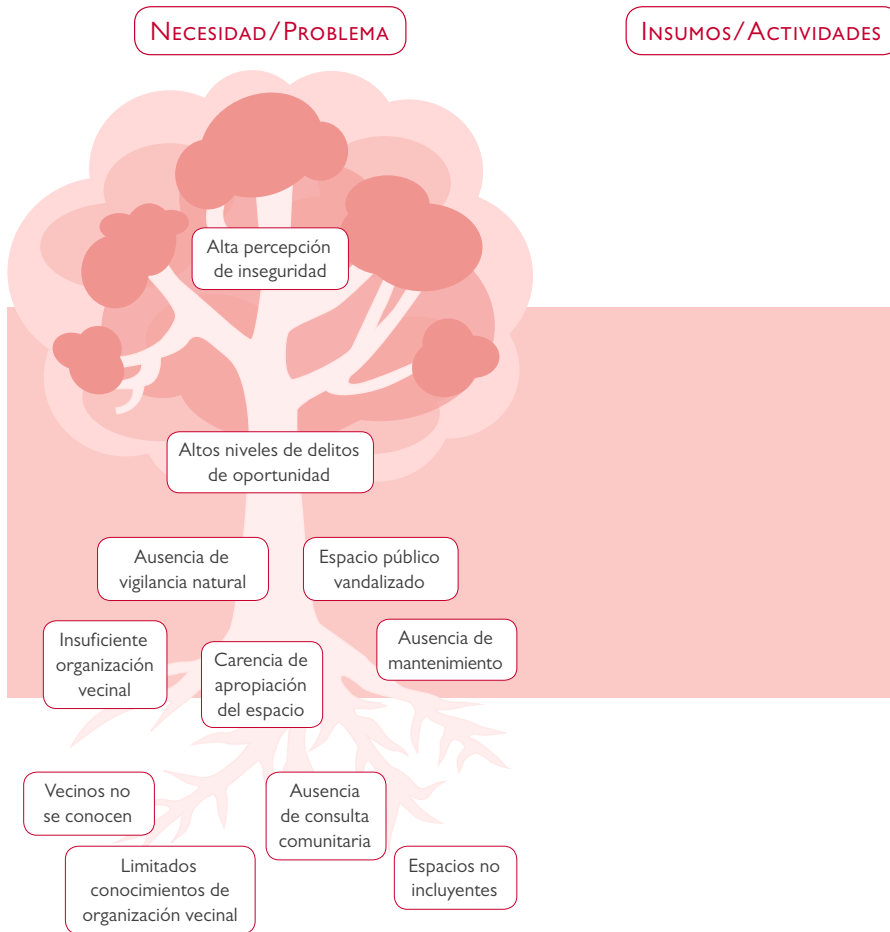 Necesidad/Problema
Insumos/Actividades
Alta percepción
de inseguridad
Altos niveles de delitos
de oportunidad
Ausencia de
vigilancia natural
Espacio público
vandalizado
Insuficiente
organización
vecinal
Carencia de
apropiación
del espacio
Ausencia de
mantenimiento
Vecinos no
se conocen
Ausencia
de consulta
comunitaria
Limitados
conocimientos de
organización vecinal
Espacios no
incluyentes